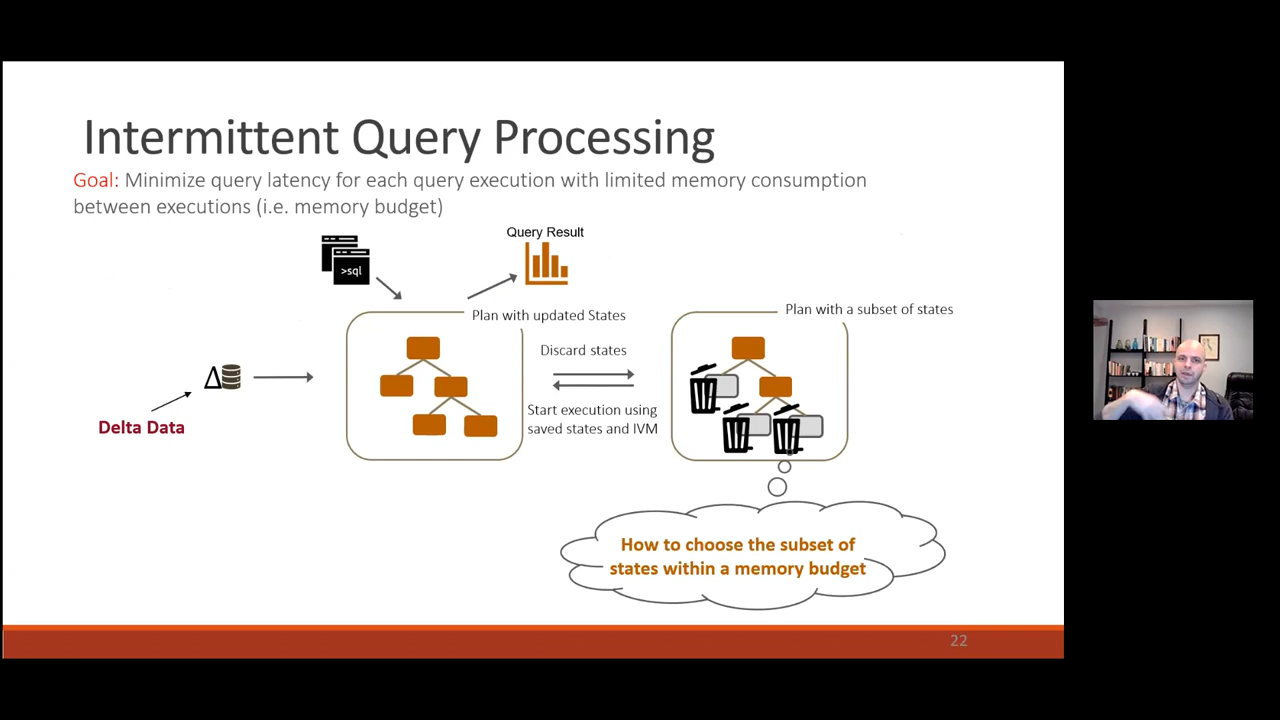 Intermittent Query Processing
Goal: Minimize query latency for each query execution with limited memory consumption
between executions (i.e. memory budget)
Query Result
>sql
Plan with updated States
Plan with a subset of states
Discard states
Δ
Start execution using
saved states and IVM
Delta Data
How to choose the subset of
states within a memory budget
22